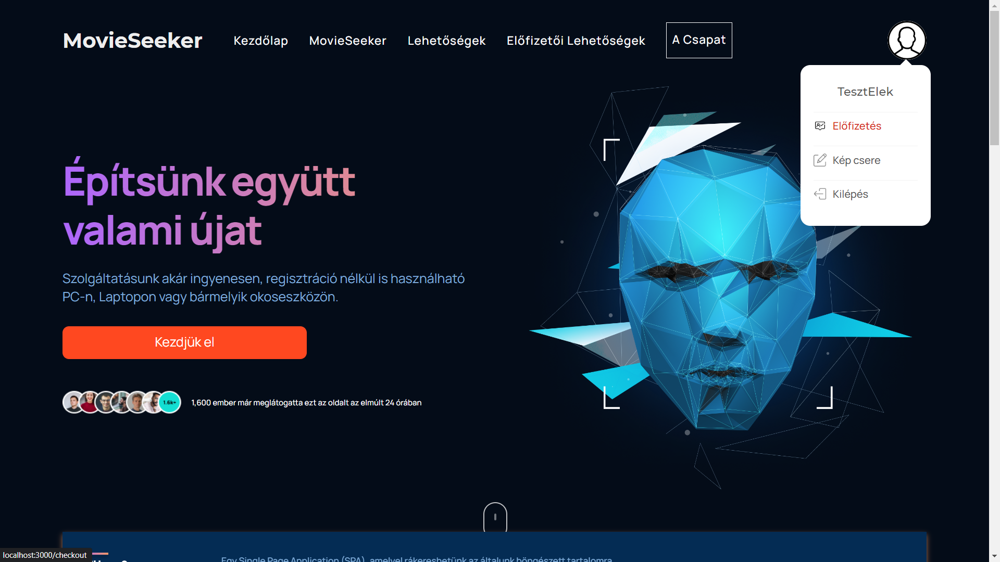 MovieSeeker
Kezdőlap
MovieSeeker
Lehetőségek
Előfizetői Lehetőségek
A Csapat
TesztElek
Előfizetés
Kép csere
Kilépés
Építsünk együtt
valami újat
Szolgáltatásunk akár ingyenesen, regisztráció nélkül is használható
PC-n, Laptopon vagy bármelyik okoseszközön.
Kezdjük el
1.6k+
1,600 ember már meglátogatta ezt az oldalt az elmúlt 24 órában
Egy Single Page Application (SPA), amelyel rákereshetünk az általunk böngészett tartalomra
localhost:3000/checkout